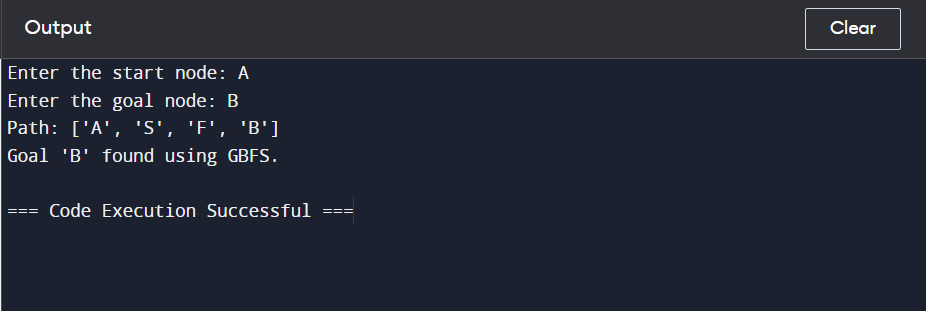 Output
Clear
Enter the start node: A
Enter the goal node: B
Path: ['A', 'S', 'F', 'B']
Goal 'B' found using GBFS.
=== Code Execution Successful ===